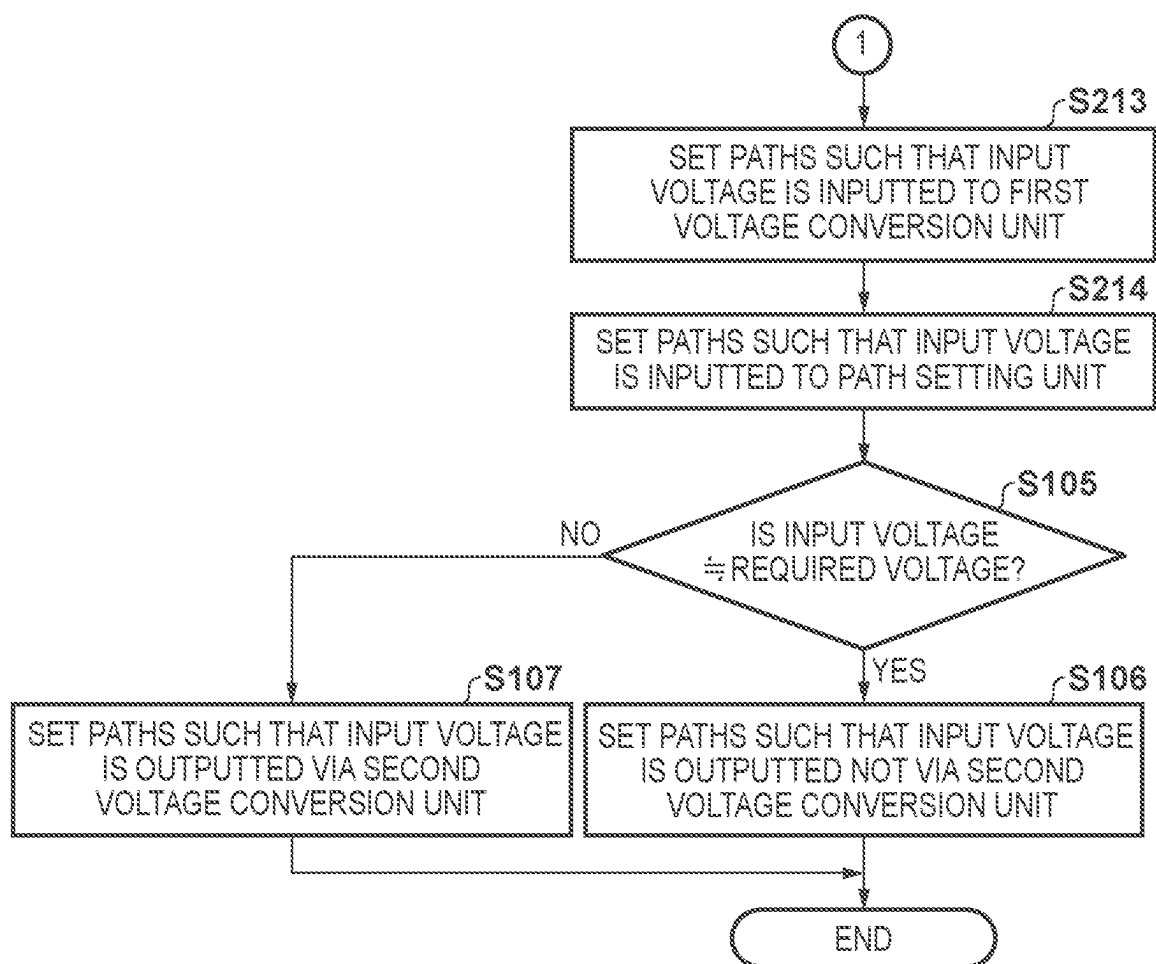 1
S213
SET PATHS SUCH THAT INPUT
VOLTAGE IS INPUTTED TO FIRST
VOLTAGE CONVERSION UNIT
S214
SET PATHS SUCH THAT INPUT VOLTAGE
IS INPUTTED TO PATH SETTING UNIT
S105
IS INPUT VOLTAGE
≒ REQUIRED VOLTAGE?
NO
YES
S107
SET PATHS SUCH THAT INPUT VOLTAGE
IS OUTPUTTED VIA SECOND
VOLTAGE CONVERSION UNIT
S106
SET PATHS SUCH THAT INPUT VOLTAGE
IS OUTPUTTED NOT VIA SECOND
VOLTAGE CONVERSION UNIT
END